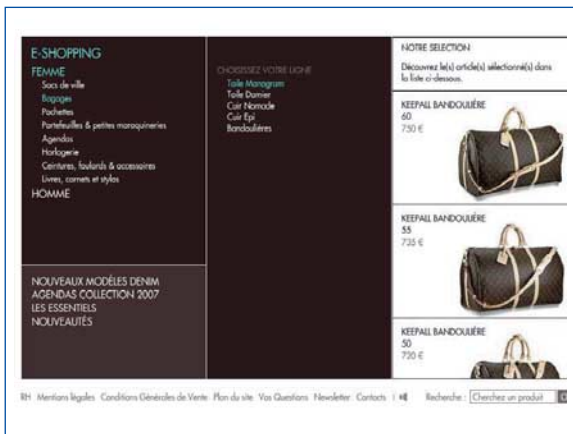 E-SHOPPING
FEMME
Sacs de ville
Bagages
Pochettes
Portefeuilles & petites maroquineries
Agendas
Horlogerie
Ceintures, foulards & accessoires
Livres, carnets et stylos
HOMME
NOUVEAUX MODÈLES DENIM
AGENDAS COLLECTION 2007
LES ESSENTIELS
NOUVEAUTÉS
CHOISISSEZ VOTRE LIGNE
Toile Monogram
Toile Damier
Cuir Nomade
Cuir Epi
Bandoulières
NOTRE SELECTION
Découvrez le(s) article(s) sélectionné(s) dans
la liste ci-dessous.
KEEPALL BANDOULIÈRE
60
750 €
KEEPALL BANDOULIÈRE
55
735 €
KEEPALL BANDOULIÈRE
50
720 €
RH Mentions légales Conditions Générales de Vente Plan du site Vos Questions Newsletter Contacts | Recherche : Cherchez un produit